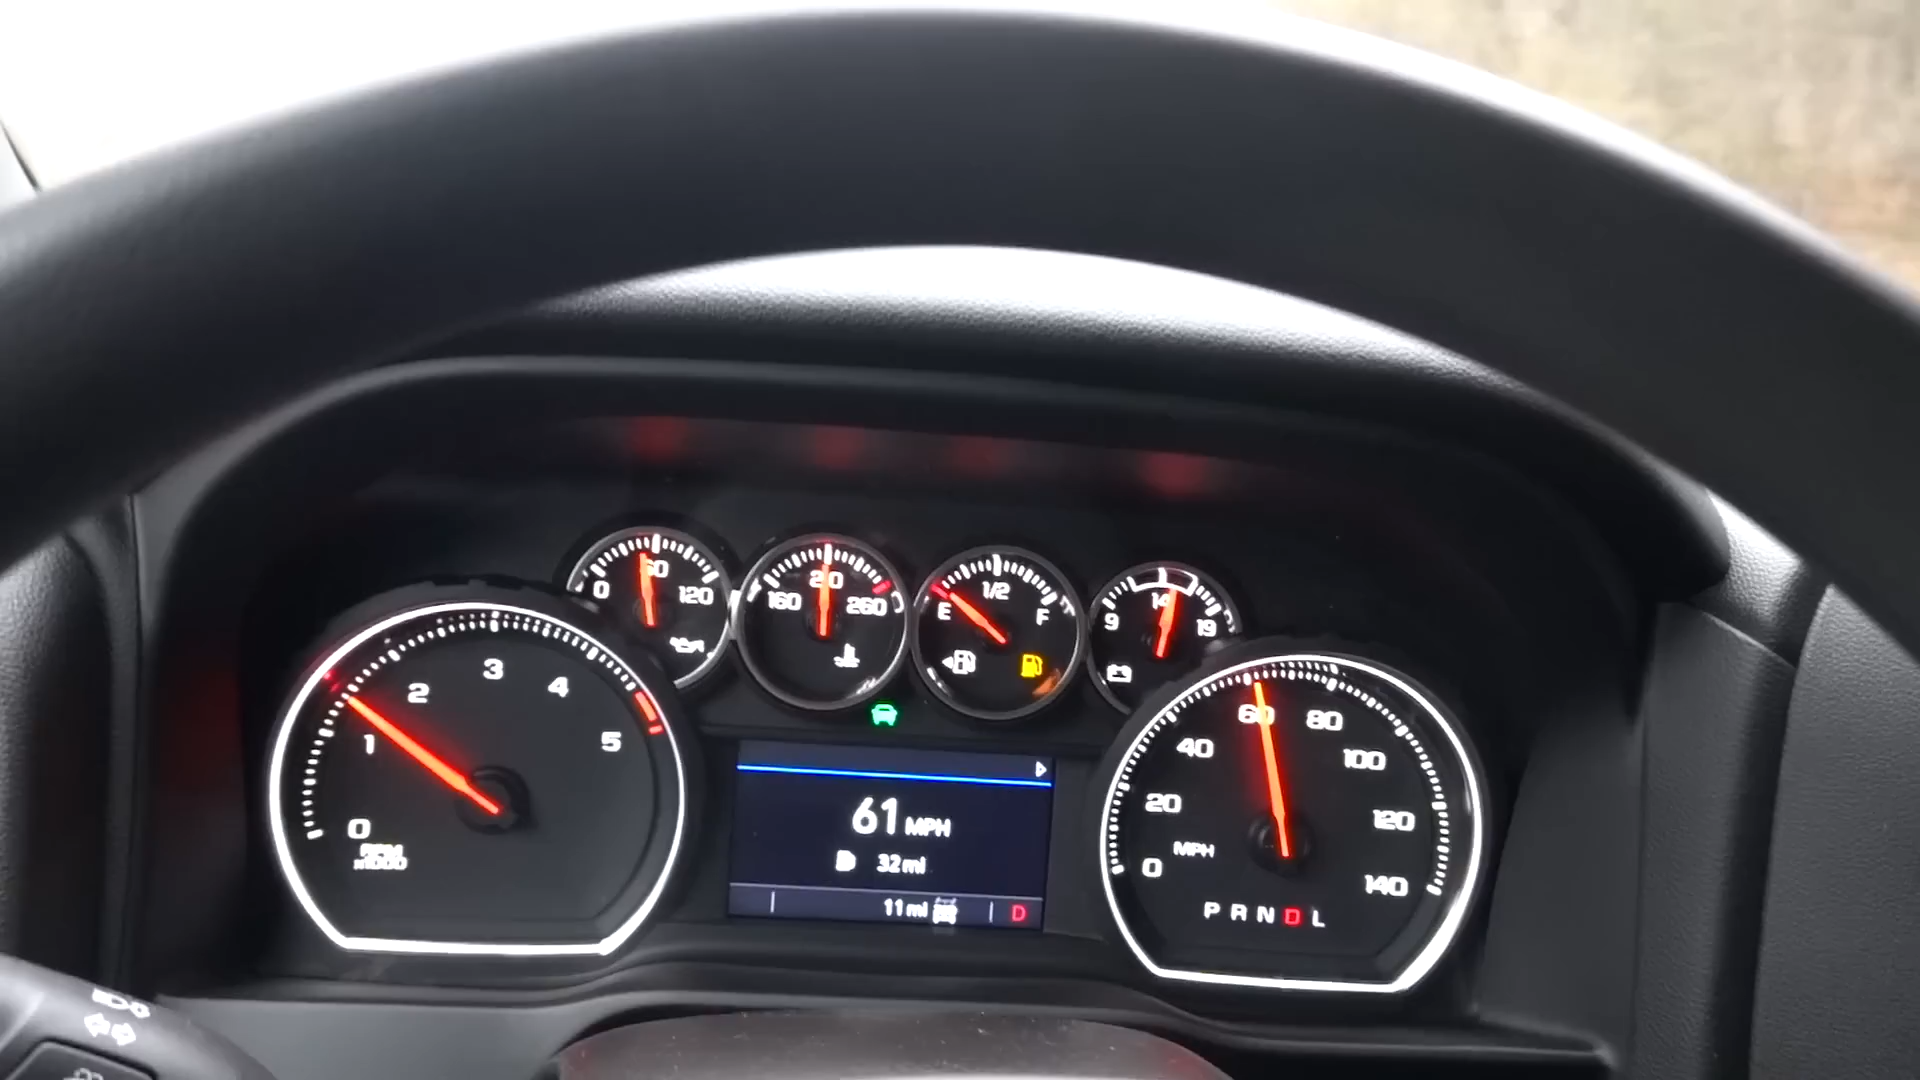 0 60 120
160 210 260
E 1/2 F
9 14 19
0 1 2 3 4 5
RPM
x1000
61 MPH
32 mi
11 mi D
0 20 40 60 80 100 120 140
MPH
P R N D L